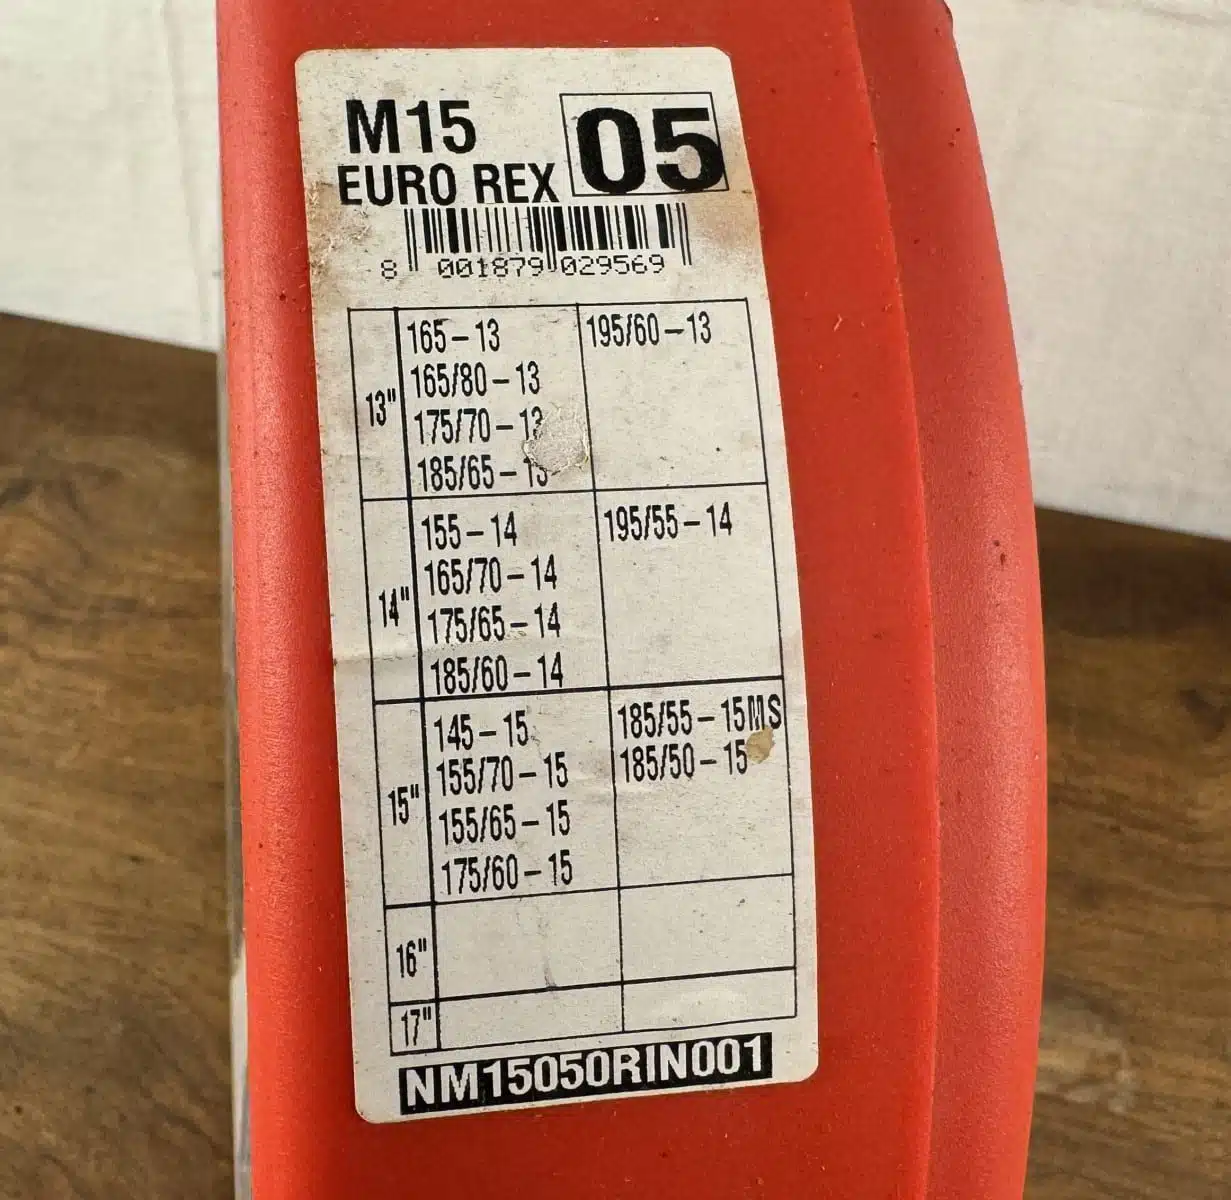 M15
EURO REX
05
8 001879 029569
13"
165 – 13
165/80 – 13
175/70 – 13
185/65 – 13
195/60 – 13
14"
155 – 14
165/70 – 14
175/65 – 14
185/60 – 14
195/55 – 14
15"
145 – 15
155/70 – 15
155/65 – 15
175/60 – 15
185/55 – 15MS
185/50 – 15
16"
17"
NM15050RIN001